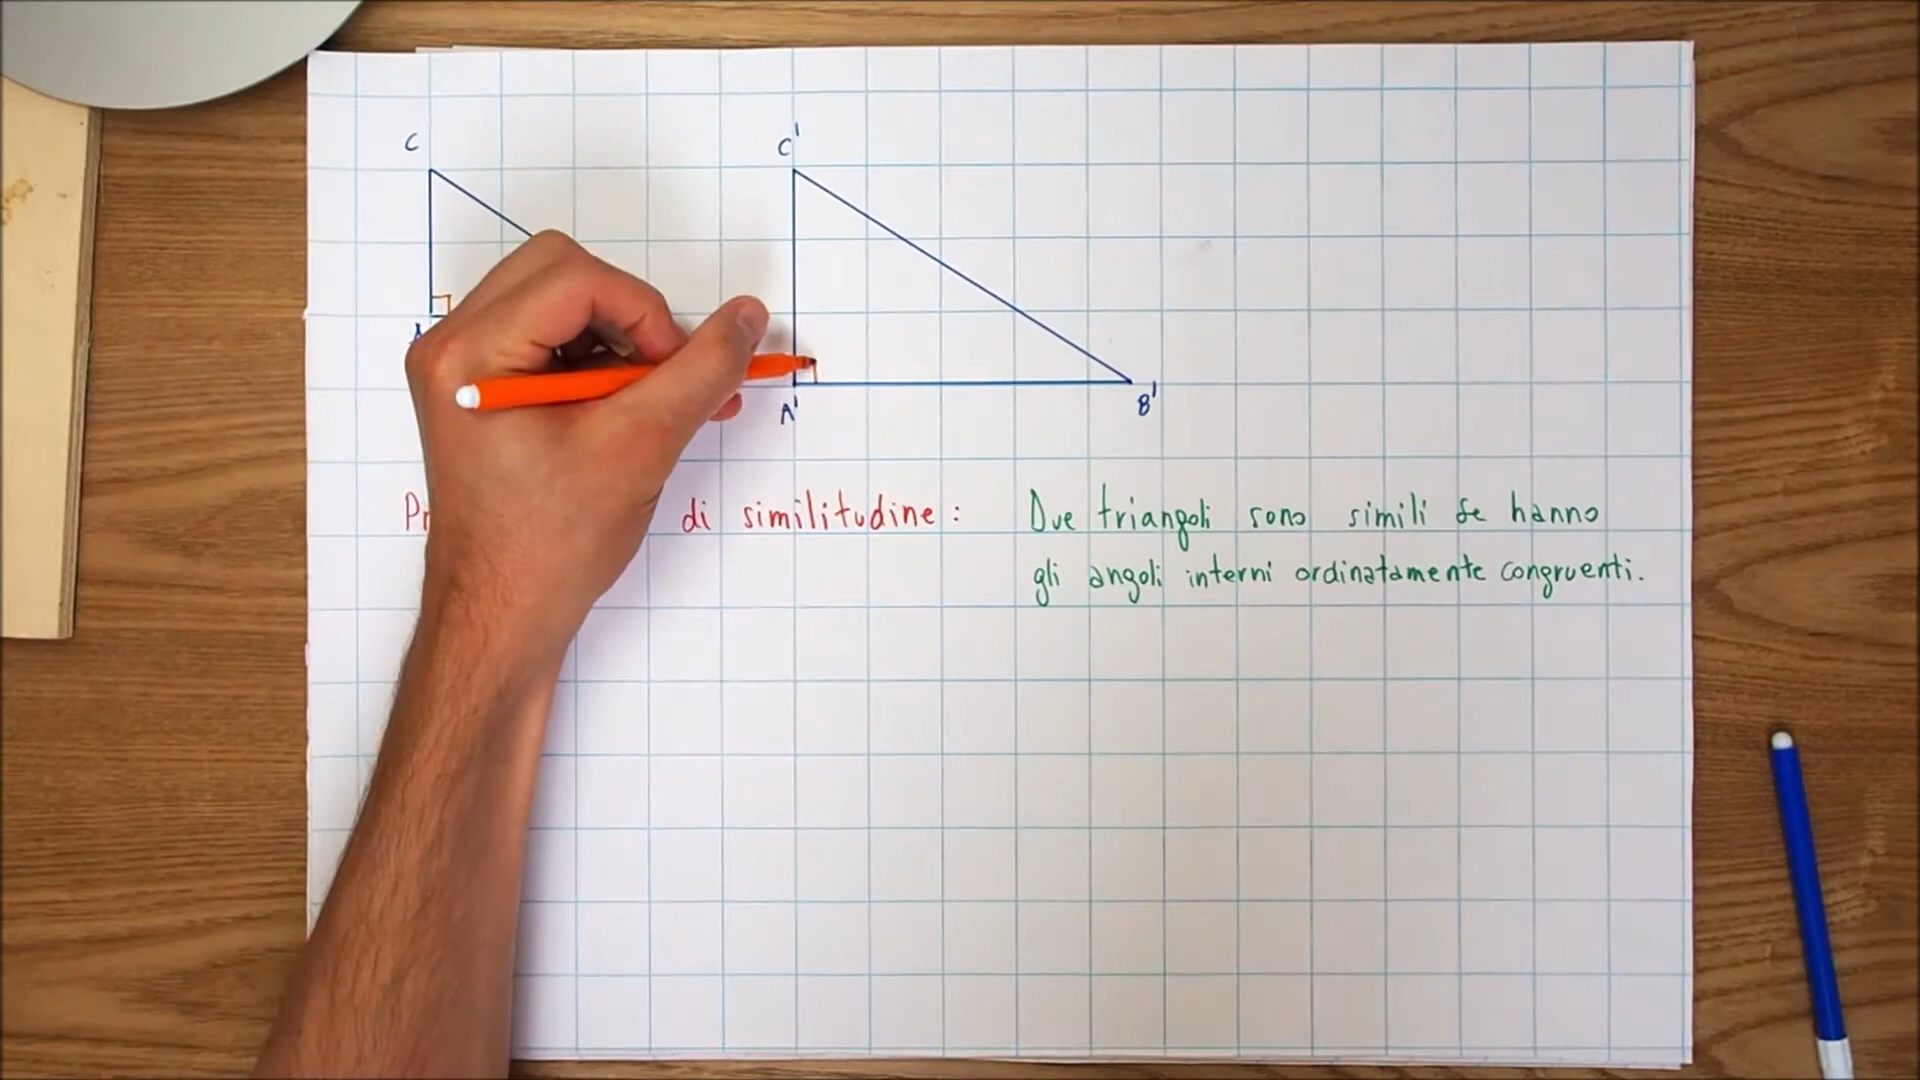 C C'
A' B'
di similitudine: Due triangoli sono simili se hanno
gli angoli interni ordinatamente congruenti.